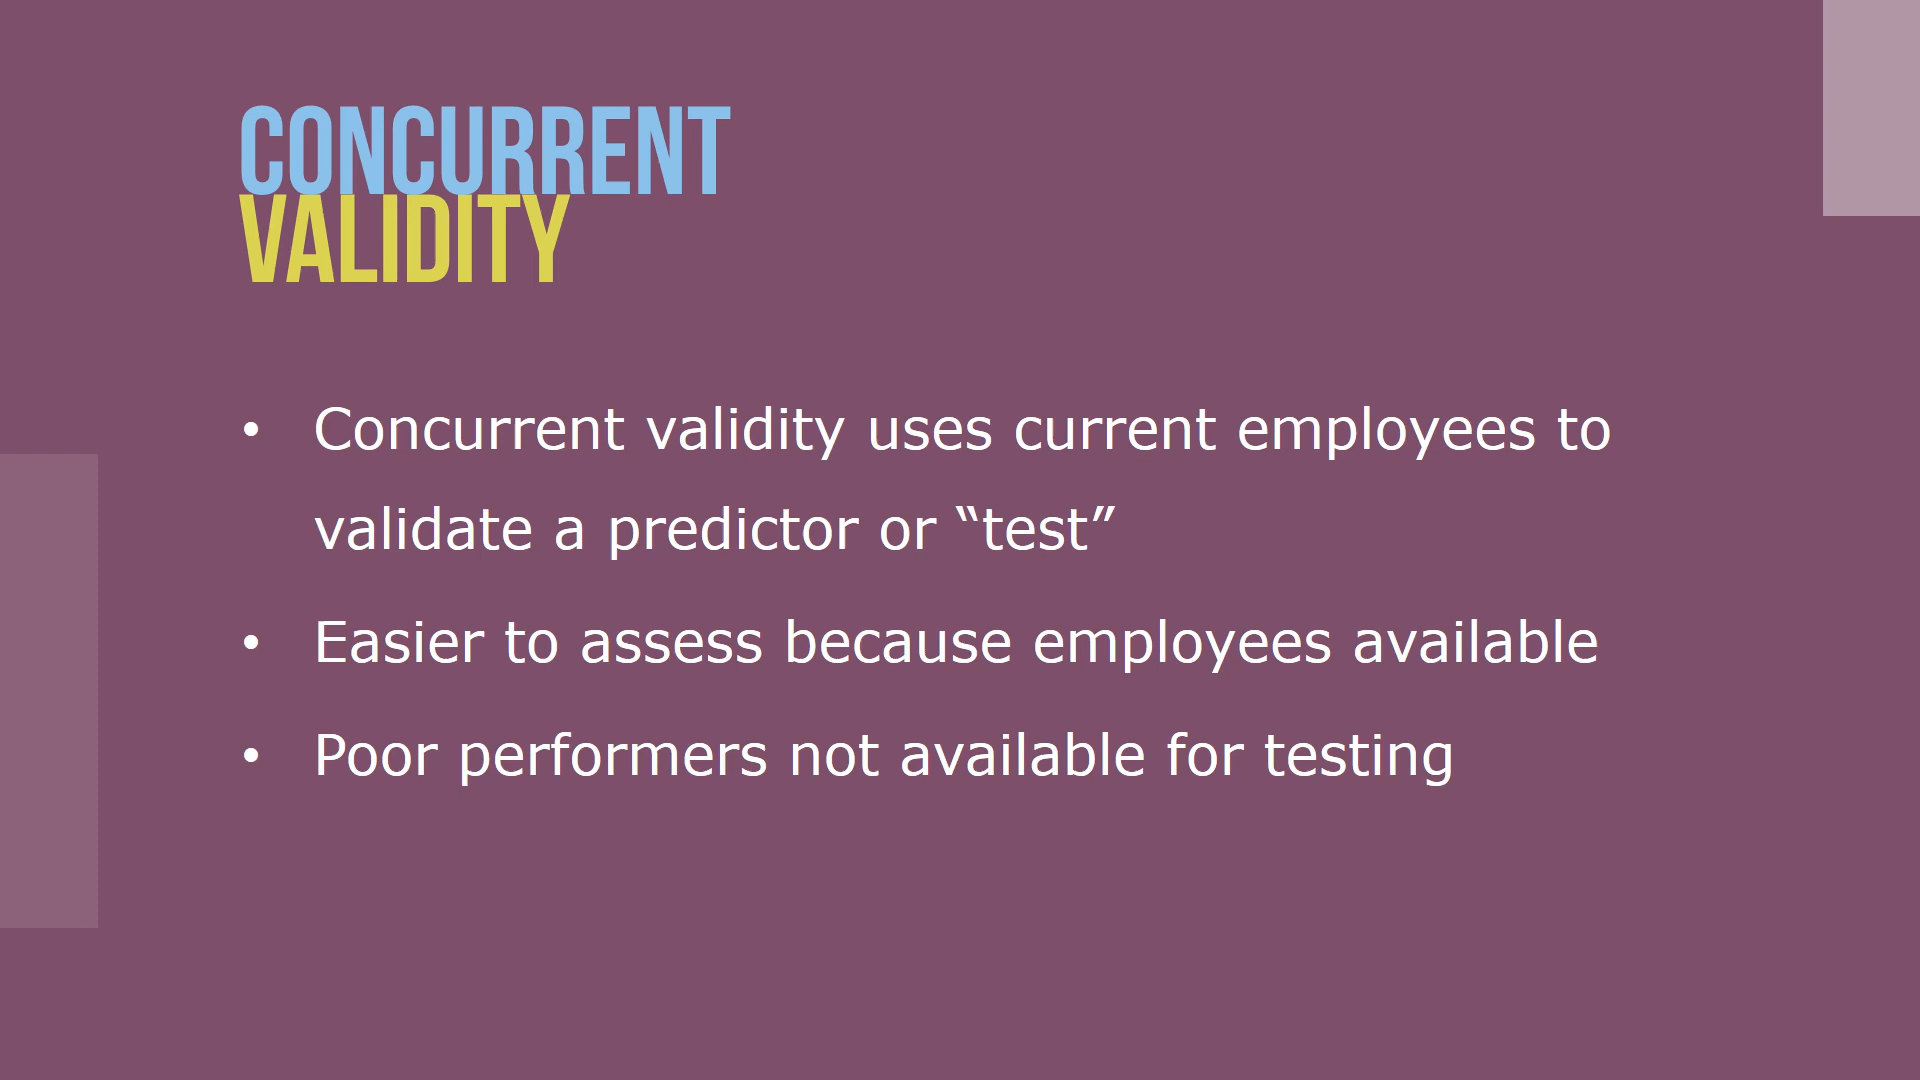 CONCURRENT
VALIDITY
• Concurrent validity uses current employees to
validate a predictor or “test”
• Easier to assess because employees available
• Poor performers not available for testing